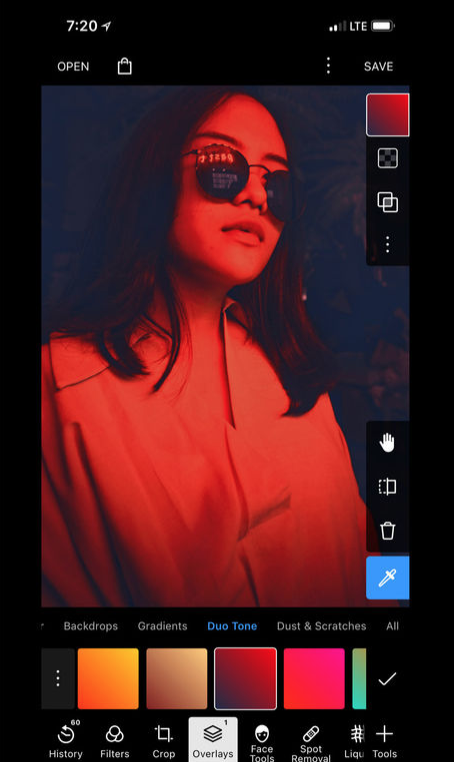 7:20
LTE
OPEN
SAVE
Backdrops
Gradients
Duo Tone
Dust & Scratches
All
60
1
History
Filters
Crop
Overlays
Face
Tools
Spot
Removal
Liqu
Tools